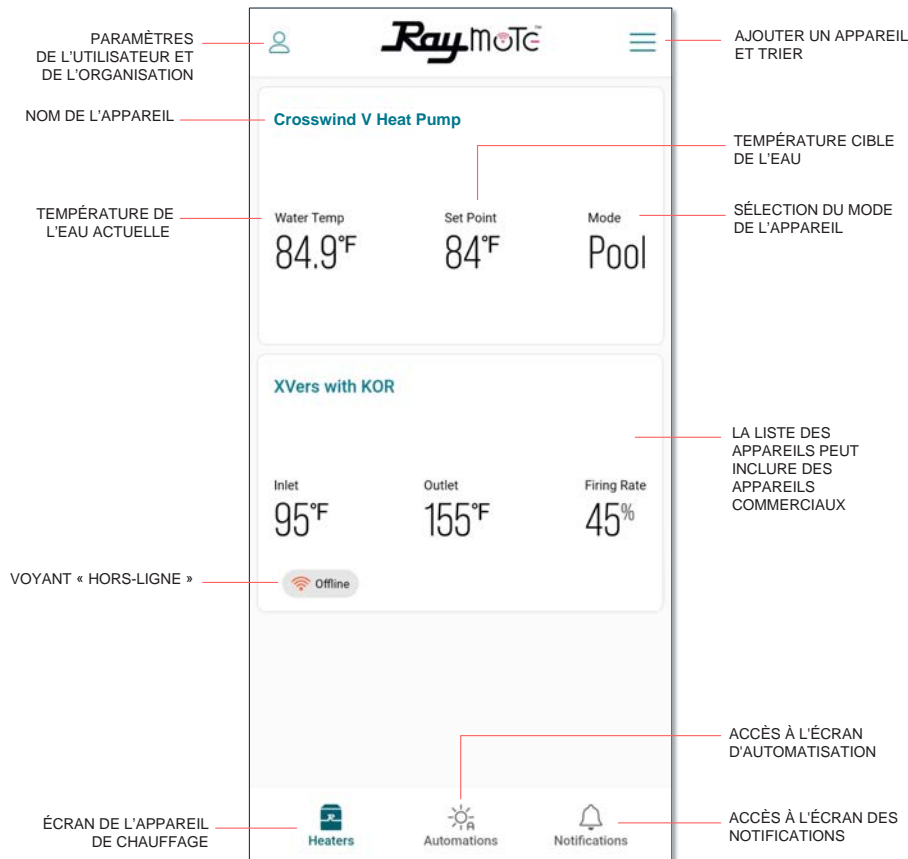 PARAMÈTRES
DE L'UTILISATEUR ET
DE L'ORGANISATION
RayMOTE™
AJOUTER UN APPAREIL
ET TRIER
NOM DE L'APPAREIL
Crosswind V Heat Pump
TEMPÉRATURE CIBLE
DE L'EAU
TEMPÉRATURE DE
L'EAU ACTUELLE
Water Temp
84.9°F
Set Point
84°F
Mode
Pool
SÉLECTION DU MODE
DE L'APPAREIL
XVers with KOR
LA LISTE DES
APPAREILS PEUT
INCLURE DES
APPAREILS
COMMERCIAUX
Inlet
95°F
Outlet
155°F
Firing Rate
45%
VOYANT « HORS-LIGNE »
Offline
ACCÈS À L'ÉCRAN
D'AUTOMATISATION
ÉCRAN DE L'APPAREIL
DE CHAUFFAGE
Heaters
Automations
Notifications
ACCÈS À L'ÉCRAN DES
NOTIFICATIONS